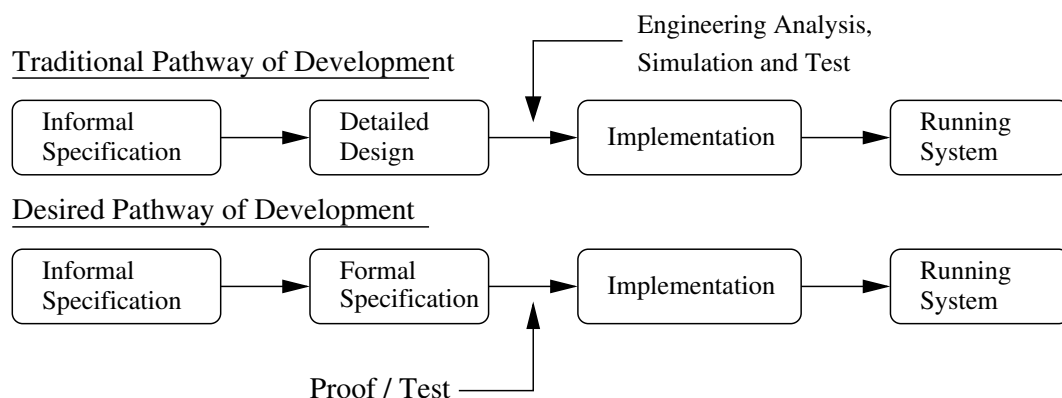 Engineering Analysis,
Simulation and Test
Traditional Pathway of Development
Informal
Specification
Detailed
Design
Implementation
Running
System
Desired Pathway of Development
Informal
Specification
Formal
Specification
Implementation
Running
System
Proof / Test